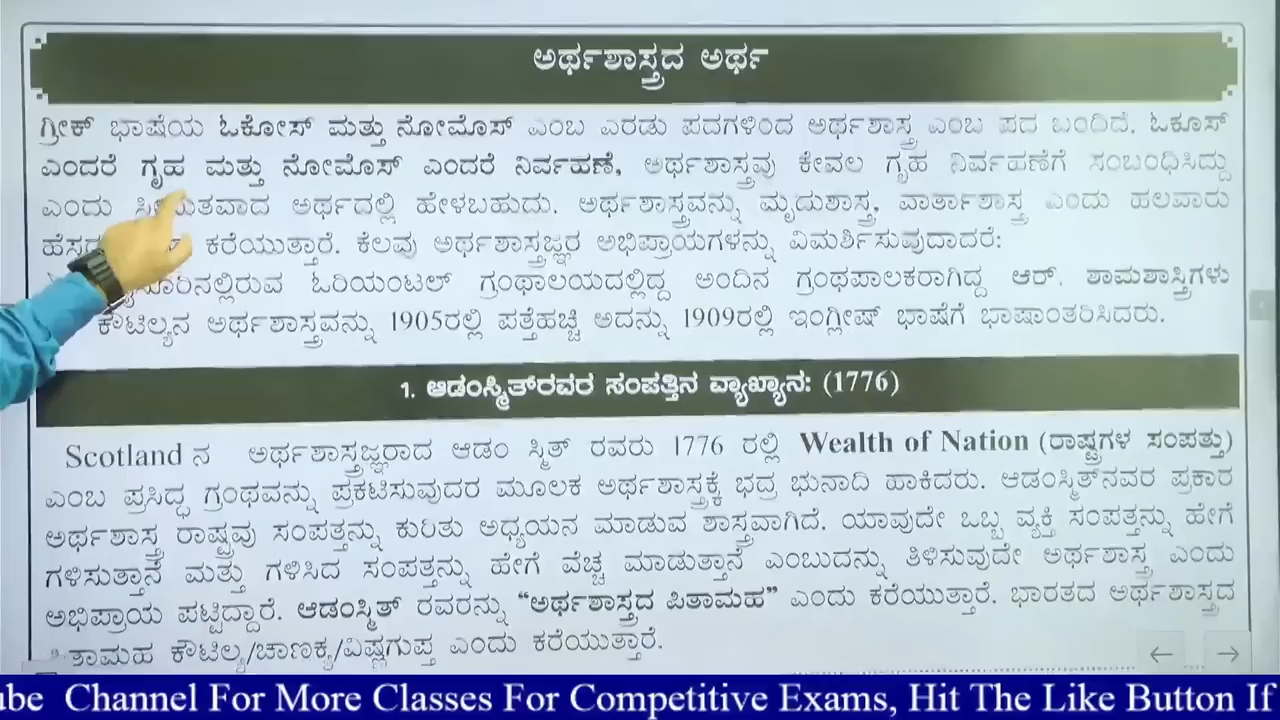 ಅರ್ಥಶಾಸ್ತ್ರದ ಅರ್ಥ
ಗ್ರೀಕ್ ಭಾಷೆಯ ಓಕೋಸ್ ಮತ್ತು ನೋಮೊಸ್ ಎಂಬ ಎರಡು ಪದಗಳಿಂದ ಅರ್ಥಶಾಸ್ತ್ರ ಎಂಬ ಪದ ಬಂದಿದೆ. ಓಕೂಸ್
ಎಂದರೆ ಗೃಹ ಮತ್ತು ನೋಮೊಸ್ ಎಂದರೆ ನಿರ್ವಹಣೆ, ಅರ್ಥಶಾಸ್ತ್ರವು ಕೇವಲ ಗೃಹ ನಿರ್ವಹಣೆಗೆ ಸಂಬಂಧಿಸಿದ್ದು
ಎಂದು ಅರ್ಥದಲ್ಲಿ ಹೇಳಬಹುದು. ಅರ್ಥಶಾಸ್ತ್ರವನ್ನು ಮೃದುಶಾಸ್ತ್ರ, ವಾರ್ತಾಶಾಸ್ತ್ರ ಎಂದು ಹಲವಾರು
ಕರೆಯುತ್ತಾರೆ. ಕೆಲವು ಅರ್ಥಶಾಸ್ತ್ರಜ್ಞರ ಅಭಿಪ್ರಾಯಗಳನ್ನು ವಿಮರ್ಶಿಸುವುದಾದರೆ:
ಓರಿಯಂಟಲ್ ಗ್ರಂಥಾಲಯದಲ್ಲಿದ್ದ ಅಂದಿನ ಗ್ರಂಥಪಾಲಕರಾಗಿದ್ದ ಆರ್. ಶಾಮಶಾಸ್ತ್ರಿಗಳು
ಕೌಟಿಲ್ಯನ ಅರ್ಥಶಾಸ್ತ್ರವನ್ನು 1905ರಲ್ಲಿ ಪತ್ತೆಹಚ್ಚಿ ಅದನ್ನು 1909ರಲ್ಲಿ ಇಂಗ್ಲೀಷ್ ಭಾಷೆಗೆ ಭಾಷಾಂತರಿಸಿದರು.
1. ಆಡಂಸ್ಮಿತ್‌ರವರ ಸಂಪತ್ತಿನ ವ್ಯಾಖ್ಯಾನ: (1776)
Scotland ನ ಅರ್ಥಶಾಸ್ತ್ರಜ್ಞರಾದ ಆಡಂ ಸ್ಮಿತ್ ರವರು 1776 ರಲ್ಲಿ Wealth of Nation (ರಾಷ್ಟ್ರಗಳ ಸಂಪತ್ತು)
ಎಂಬ ಪ್ರಸಿದ್ಧ ಗ್ರಂಥವನ್ನು ಪ್ರಕಟಿಸುವುದರ ಮೂಲಕ ಅರ್ಥಶಾಸ್ತ್ರಕ್ಕೆ ಭದ್ರ ಭುನಾದಿ ಹಾಕಿದರು. ಆಡಂಸ್ಮಿತ್‌ನವರ ಪ್ರಕಾರ
ಅರ್ಥಶಾಸ್ತ್ರ ರಾಷ್ಟ್ರವು ಸಂಪತ್ತನ್ನು ಕುರಿತು ಅಧ್ಯಯನ ಮಾಡುವ ಶಾಸ್ತ್ರವಾಗಿದೆ. ಯಾವುದೇ ಒಬ್ಬ ವ್ಯಕ್ತಿ ಸಂಪತ್ತನ್ನು ಹೇಗೆ
ಗಳಿಸುತ್ತಾನೆ ಮತ್ತು ಗಳಿಸಿದ ಸಂಪತ್ತನ್ನು ಹೇಗೆ ವೆಚ್ಚ ಮಾಡುತ್ತಾನೆ ಎಂಬುದನ್ನು ತಿಳಿಸುವುದೇ ಅರ್ಥಶಾಸ್ತ್ರ ಎಂದು
ಅಭಿಪ್ರಾಯ ಪಟ್ಟಿದ್ದಾರೆ. ಆಡಂಸ್ಮಿತ್ ರವರನ್ನು “ಅರ್ಥಶಾಸ್ತ್ರದ ಪಿತಾಮಹ” ಎಂದು ಕರೆಯುತ್ತಾರೆ. ಭಾರತದ ಅರ್ಥಶಾಸ್ತ್ರದ
ಕೌಟಿಲ್ಯ/ಚಾಣಕ್ಯ/ವಿಷ್ಣಗುಪ್ತ ಎಂದು ಕರೆಯುತ್ತಾರೆ.
Channel For More Classes For Competitive Exams, Hit The Like Button If